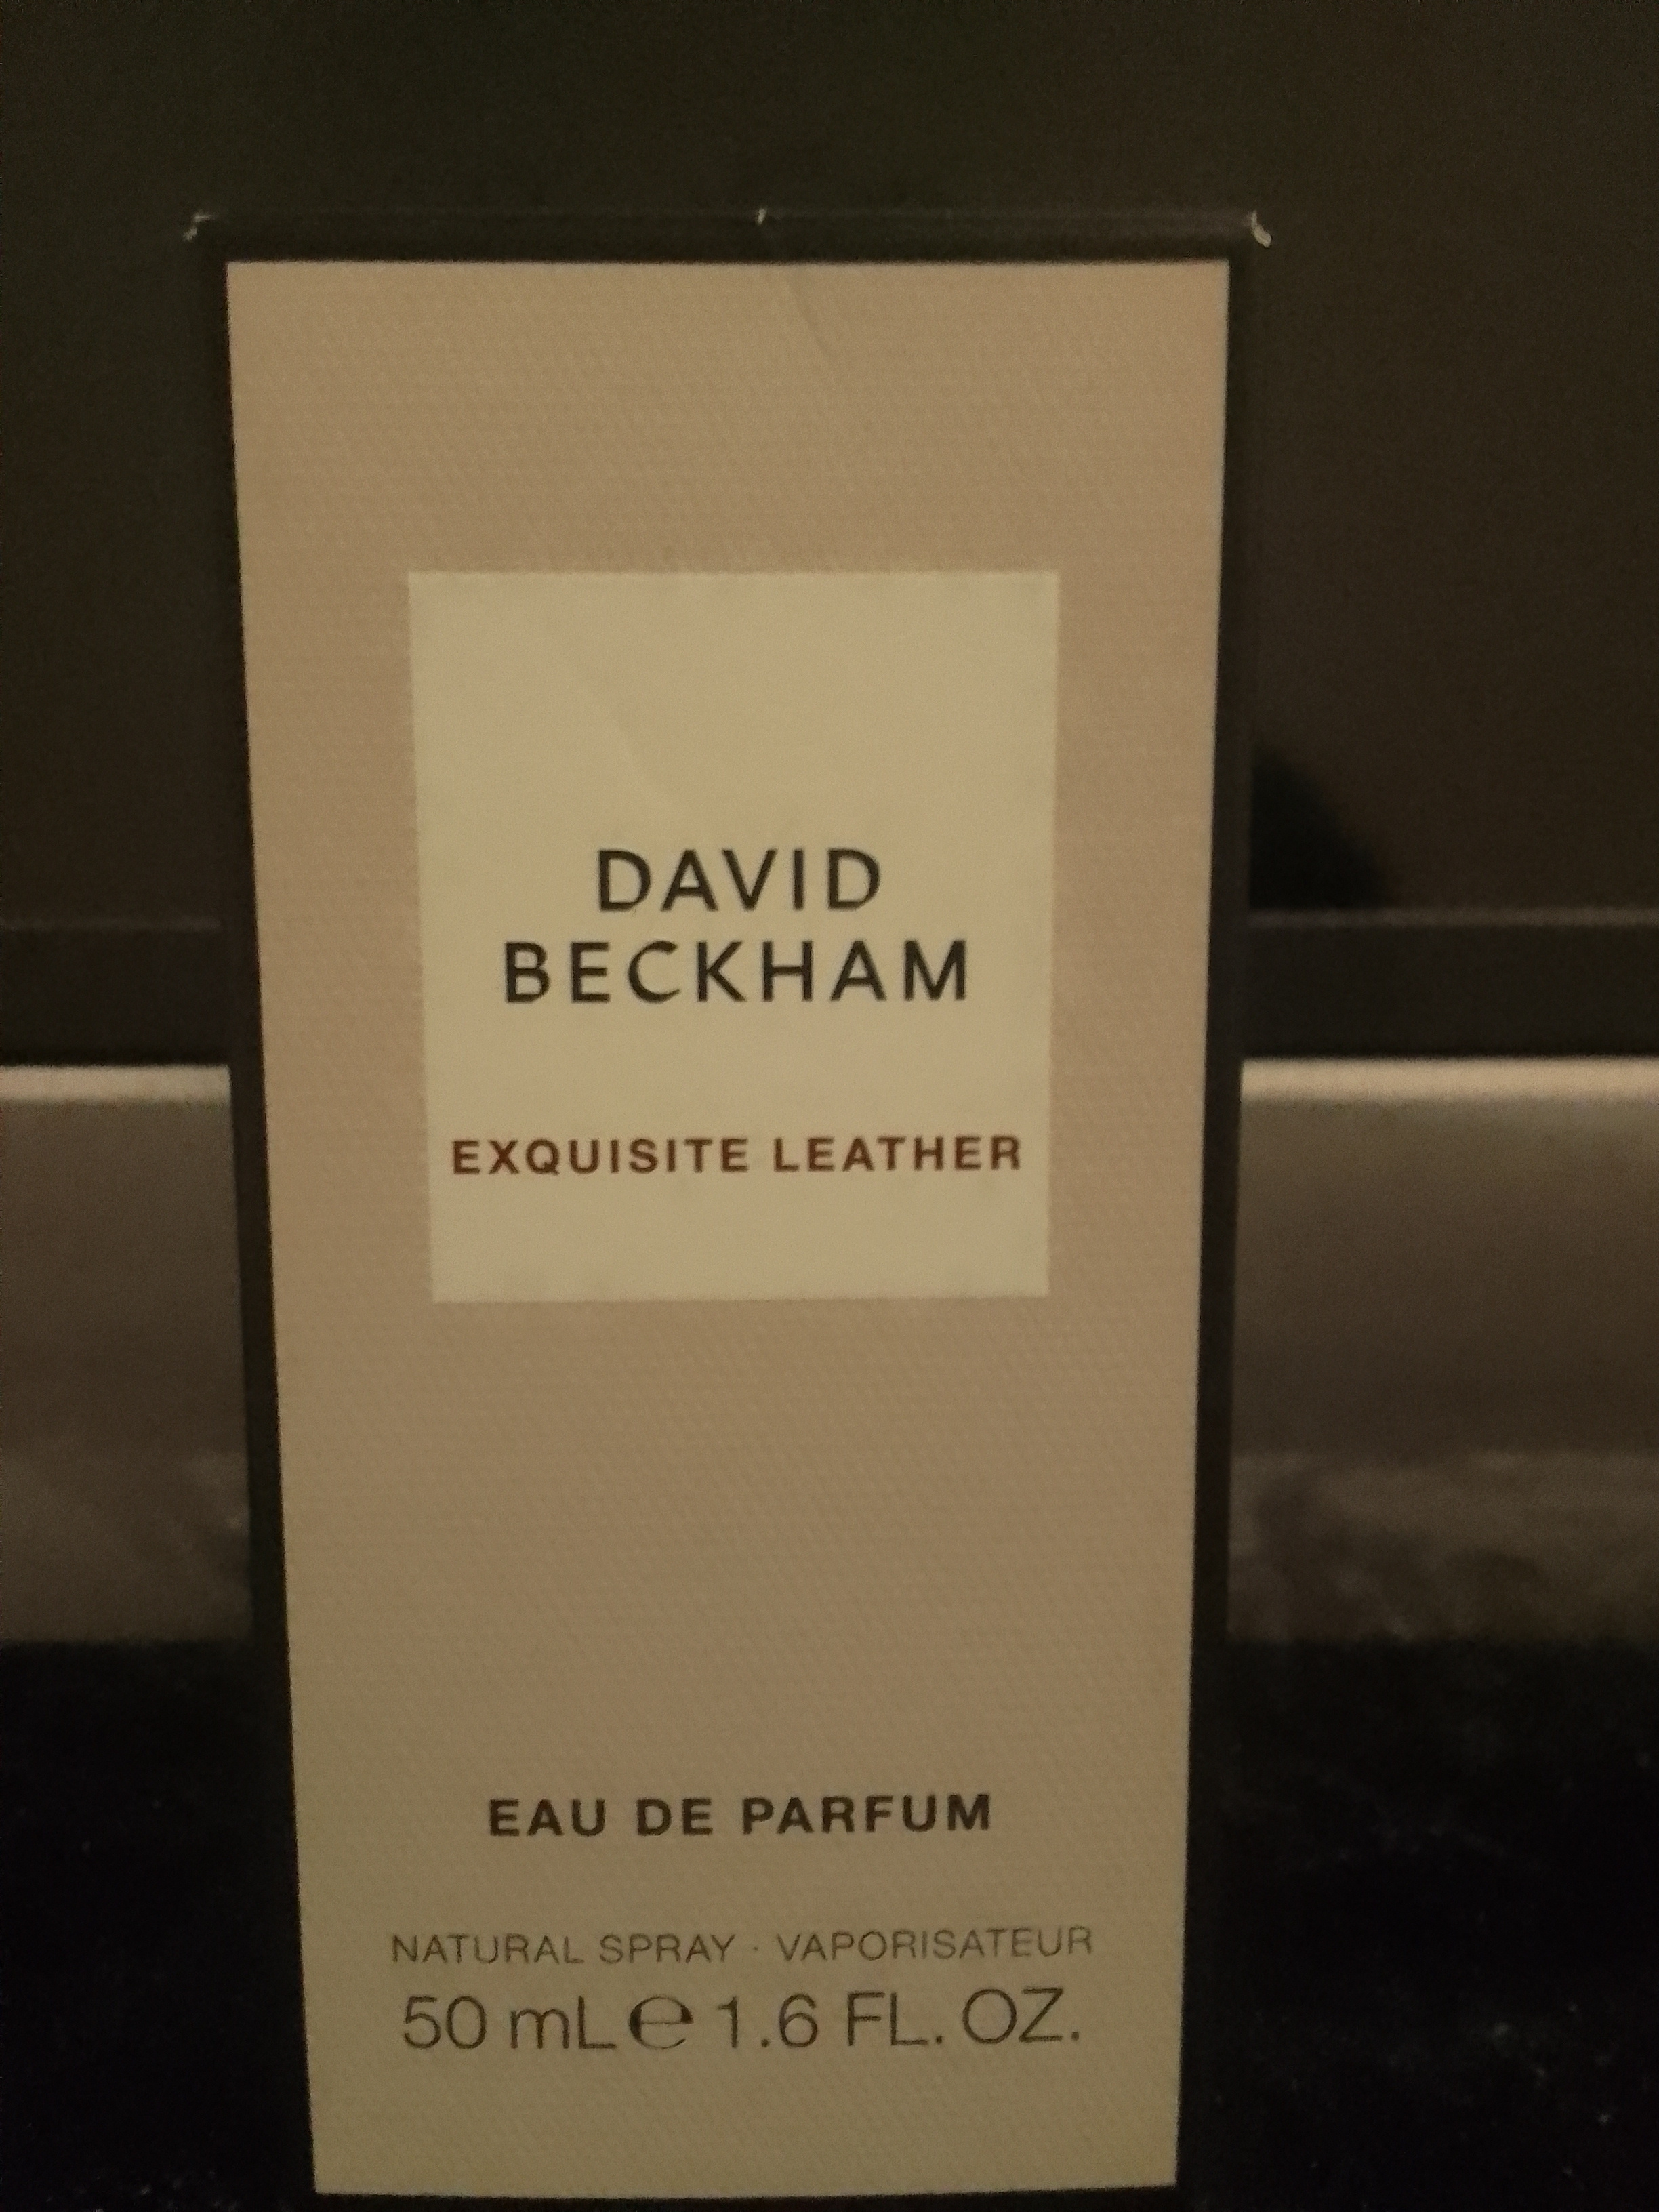 DAVID
BECKHAM
EXQUISITE LEATHER
EAU DE PARFUM
NATURAL SPRAY · VAPORISATEUR
50 mL ℮ 1.6 FL. OZ.